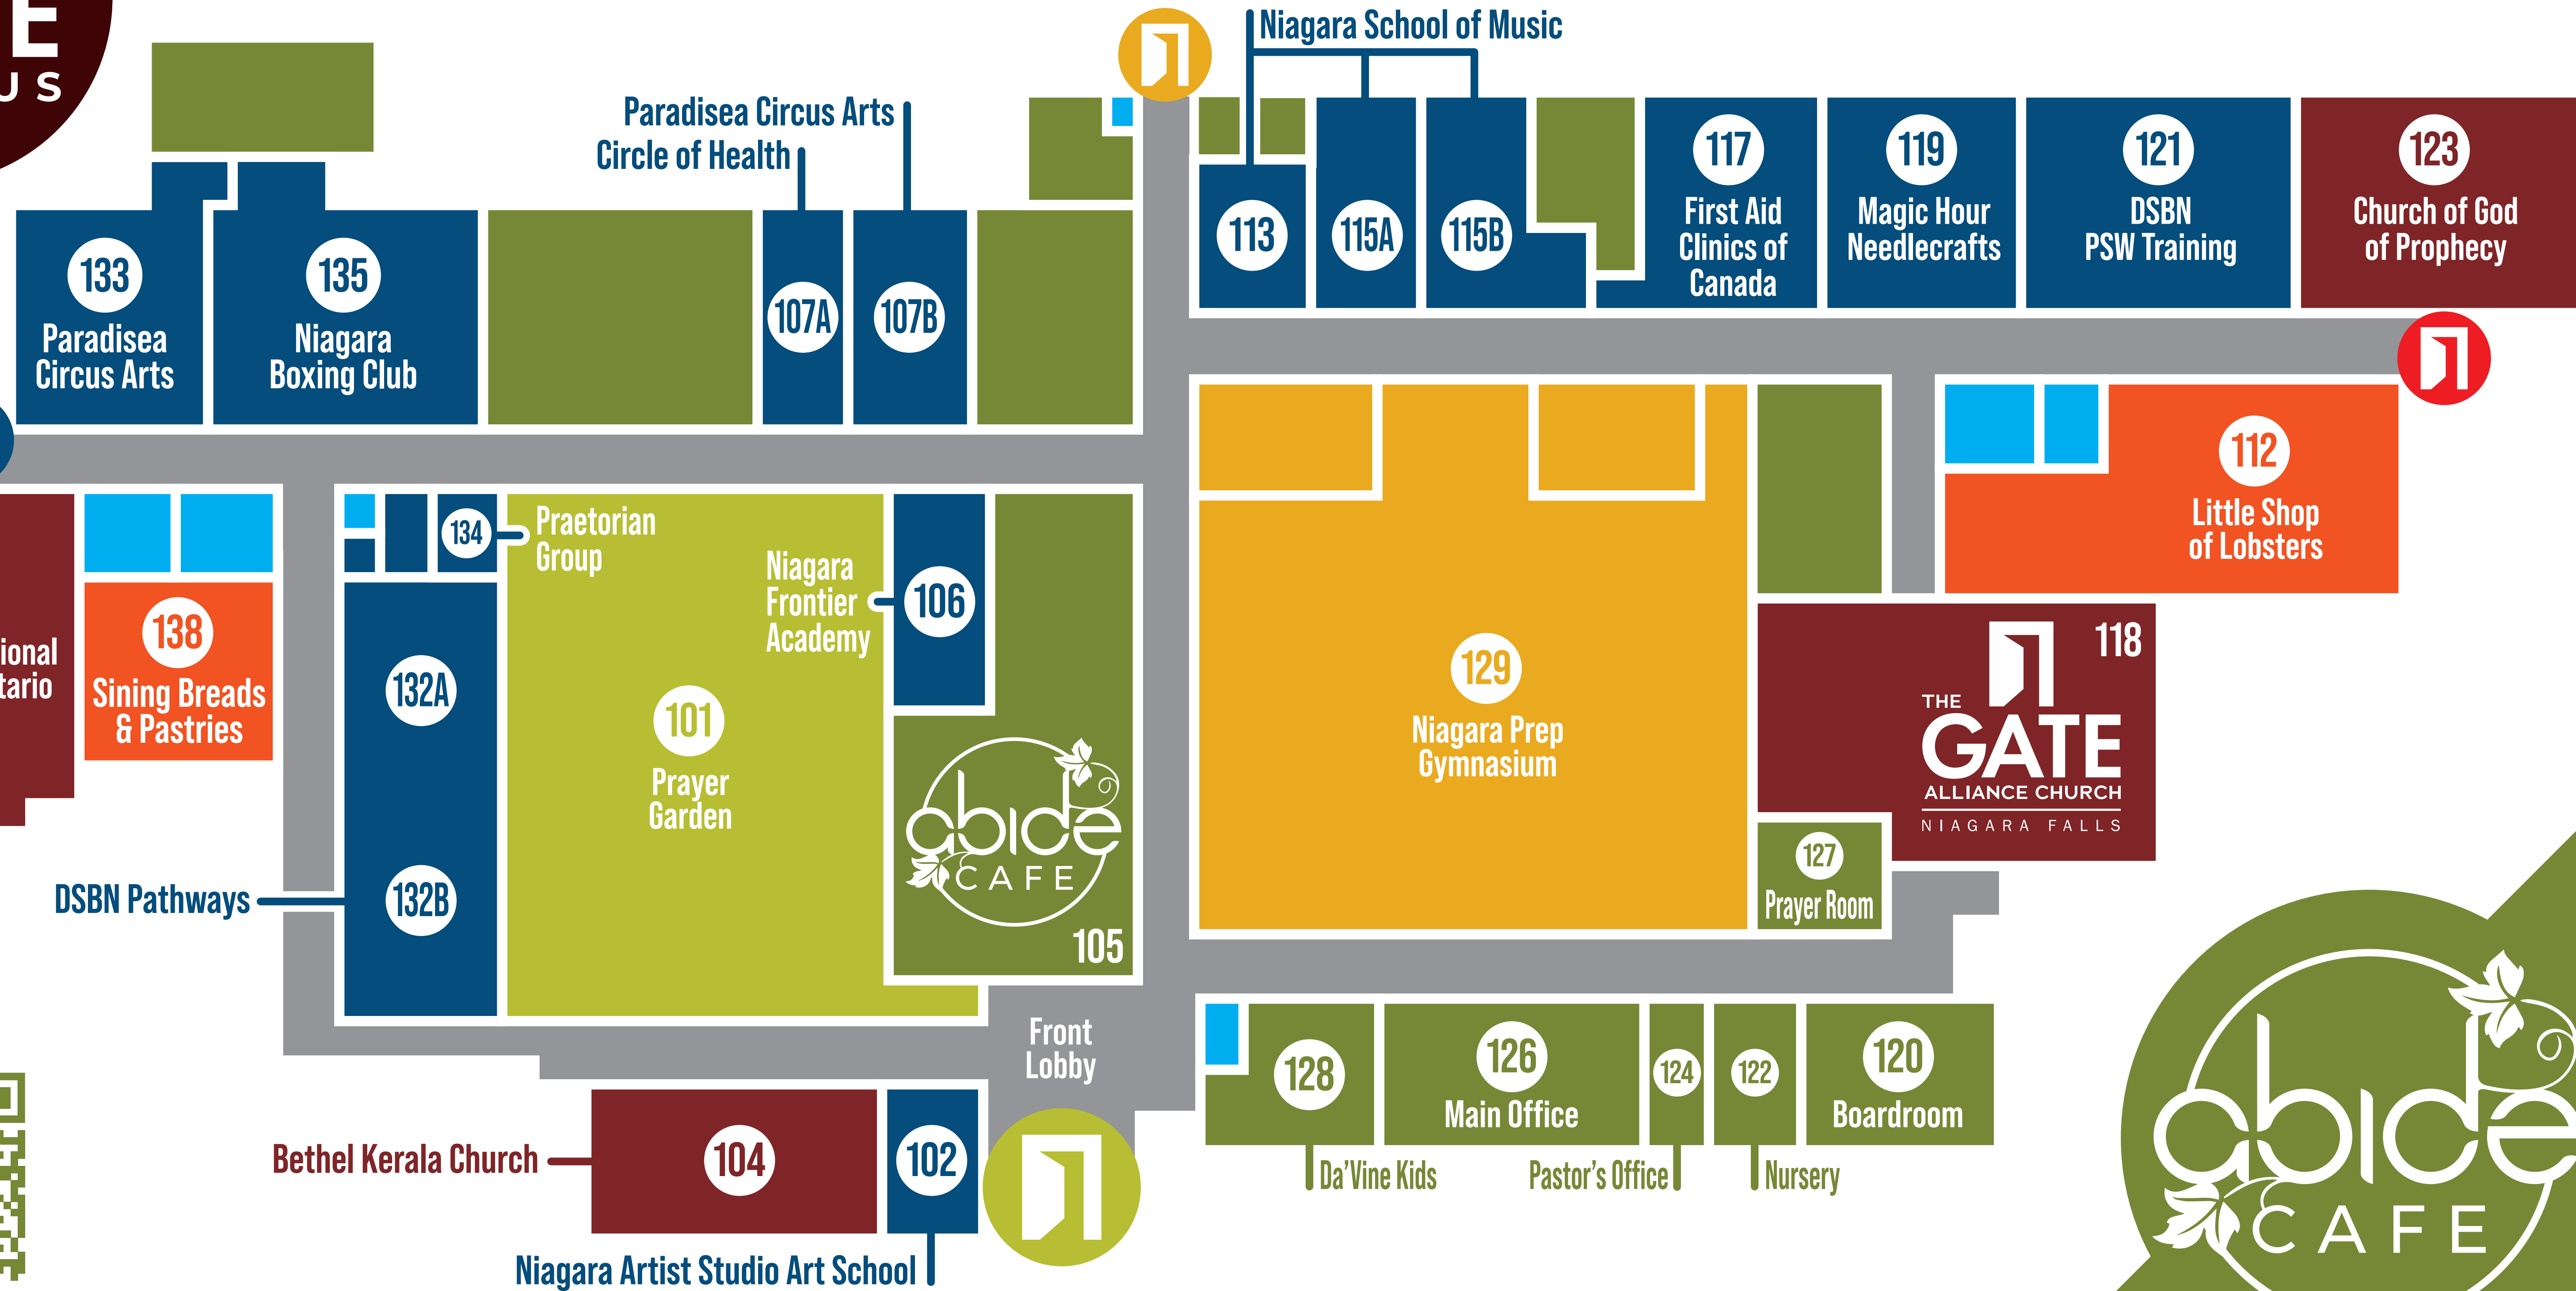 E
US
Niagara School of Music
Paradisea Circus Arts
Circle of Health
133
Paradisea
Circus Arts
135
Niagara
Boxing Club
107A
107B
113
115A
115B
117
First Aid
Clinics of
Canada
119
Magic Hour
Needlecrafts
121
DSBN
PSW Training
123
Church of God
of Prophecy
112
Little Shop
of Lobsters
134
Praetorian
Group
Niagara
Frontier
Academy
106
ional
tario
138
Sining Breads
& Pastries
132A
132B
DSBN Pathways
101
Prayer
Garden
abide
CAFE
105
129
Niagara Prep
Gymnasium
118
THE
GATE
ALLIANCE CHURCH
NIAGARA FALLS
127
Prayer Room
Front
Lobby
128
Da'Vine Kids
126
Main Office
124
Pastor's Office
122
Nursery
120
Boardroom
Bethel Kerala Church
104
102
Niagara Artist Studio Art School
abide
CAFE